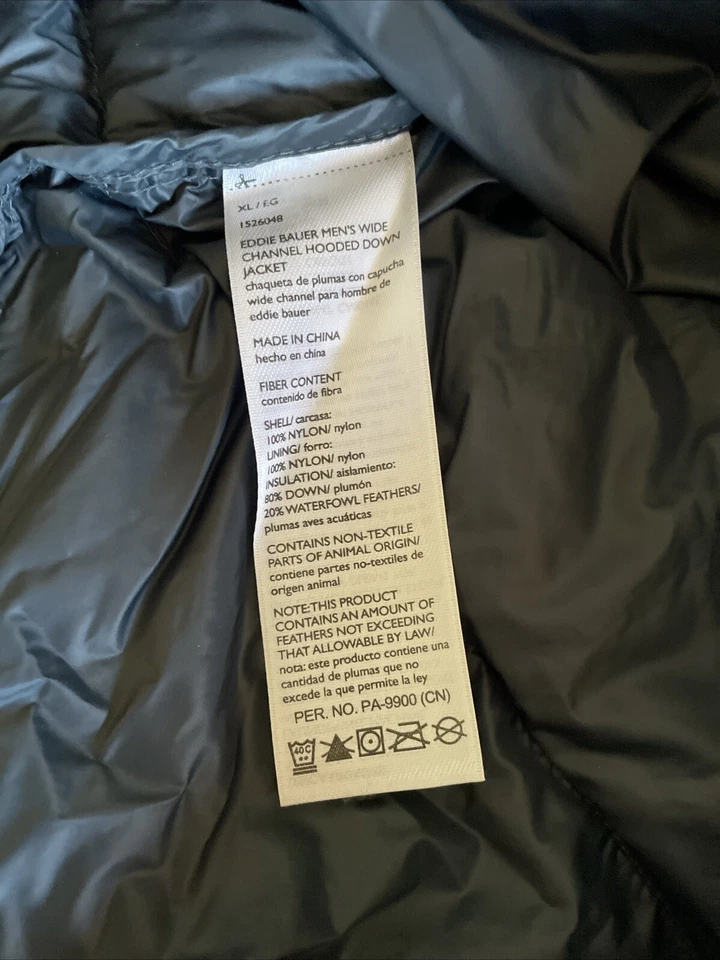 XL / EG
1526048
EDDIE BAUER MEN'S WIDE
CHANNEL HOODED DOWN
JACKET
chaqueta de plumas con capucha
wide channel para hombre de
eddie bauer
MADE IN CHINA
hecho en china
FIBER CONTENT
contenido de fibra
SHELL/ carcasa:
100% NYLON/ nylon
LINING/ forro:
100% NYLON/ nylon
INSULATION/ aislamiento:
80% DOWN/ plumón
20% WATERFOWL FEATHERS/
plumas aves acuáticas
CONTAINS NON-TEXTILE
PARTS OF ANIMAL ORIGIN/
contiene partes no-textiles de
origen animal
NOTE:THIS PRODUCT
CONTAINS AN AMOUNT OF
FEATHERS NOT EXCEEDING
THAT ALLOWABLE BY LAW/
nota: este producto contiene una
cantidad de plumas que no
excede la que permite la ley
PER. NO. PA-9900 (CN)
40C